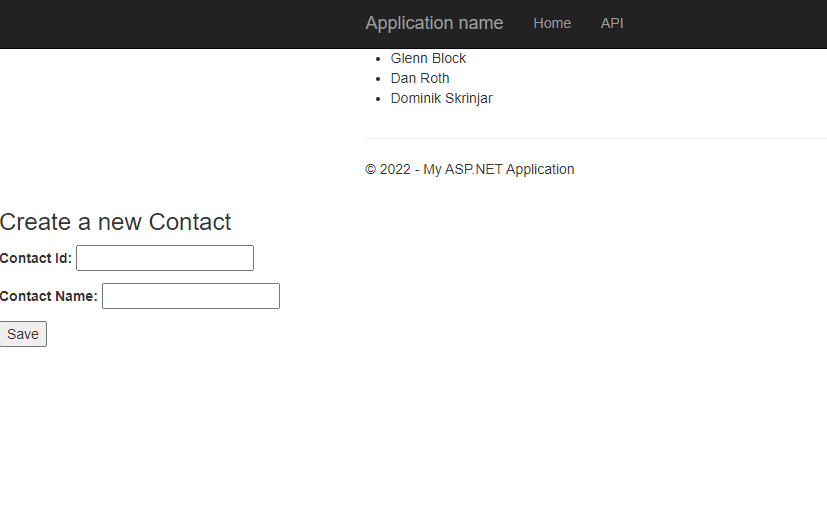 Application name Home API
Glenn Block
Dan Roth
Dominik Skrinjar
© 2022 - My ASP.NET Application
Create a new Contact
Contact Id:
Contact Name:
Save